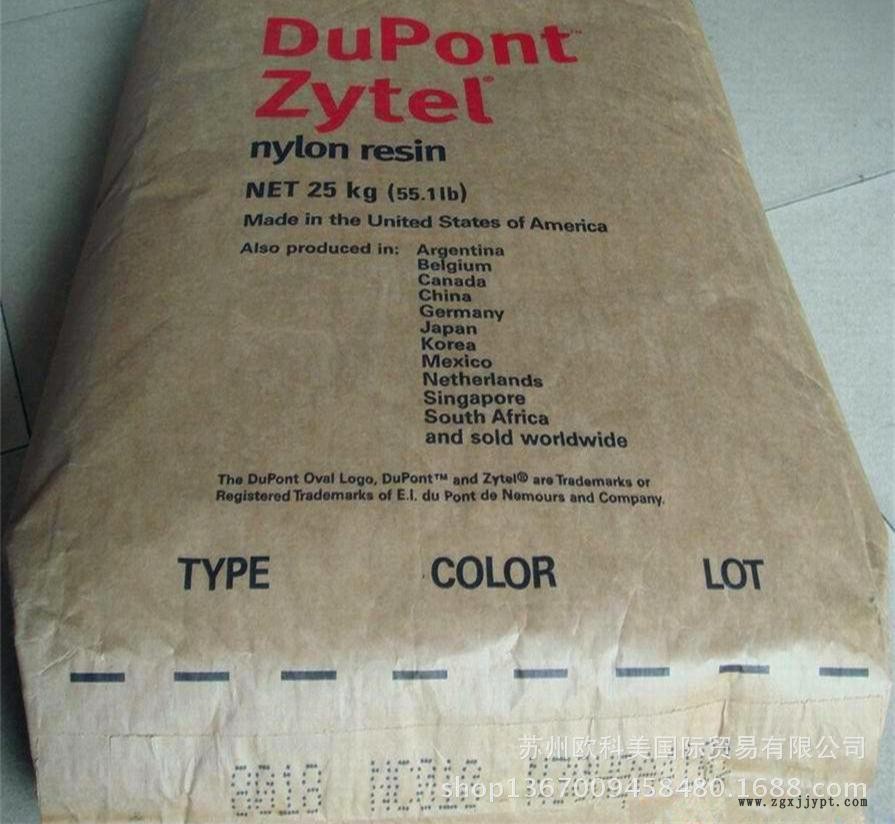 DuPont™
Zytel®
nylon resin
NET 25 kg (55.1lb)
Made in the United States of America
Also produced in: Argentina
Belgium
Canada
China
Germany
Japan
Korea
Mexico
Netherlands
Singapore
South Africa
and sold worldwide
The DuPont Oval Logo, DuPont™ and Zytel® are Trademarks or
Registered Trademarks of E.I. du Pont de Nemours and Company.
TYPE COLOR LOT
苏州欧科美国际贸易有限公司
8018 NC010
shop1367009458480.1688.com
www.zgxjjypt.com